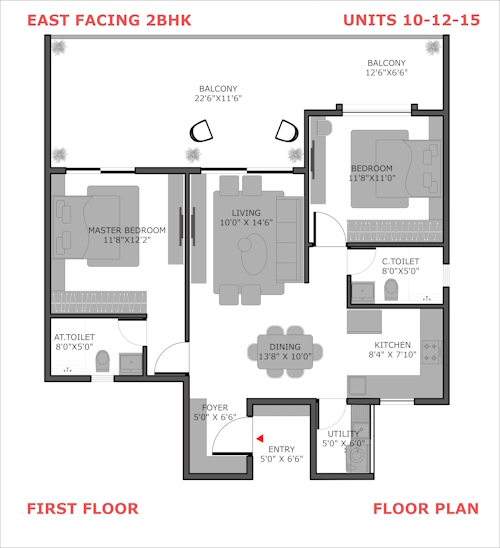 EAST FACING 2BHK
UNITS 10-12-15
BALCONY
12'6"X6'6"
BALCONY
22'6"X11'6"
BEDROOM
11'8"X11'0"
LIVING
10'0" X 14'6"
MASTER BEDROOM
11'8"X12'2"
C.TOILET
8'0"X5'0"
AT.TOILET
8'0"X5'0"
DINING
13'8" X 10'0"
KITCHEN
8'4" X 7'10"
FOYER
5'0" X 6'6"
ENTRY
5'0" X 6'6"
UTILITY
5'0" X 6'0"
FIRST FLOOR
FLOOR PLAN